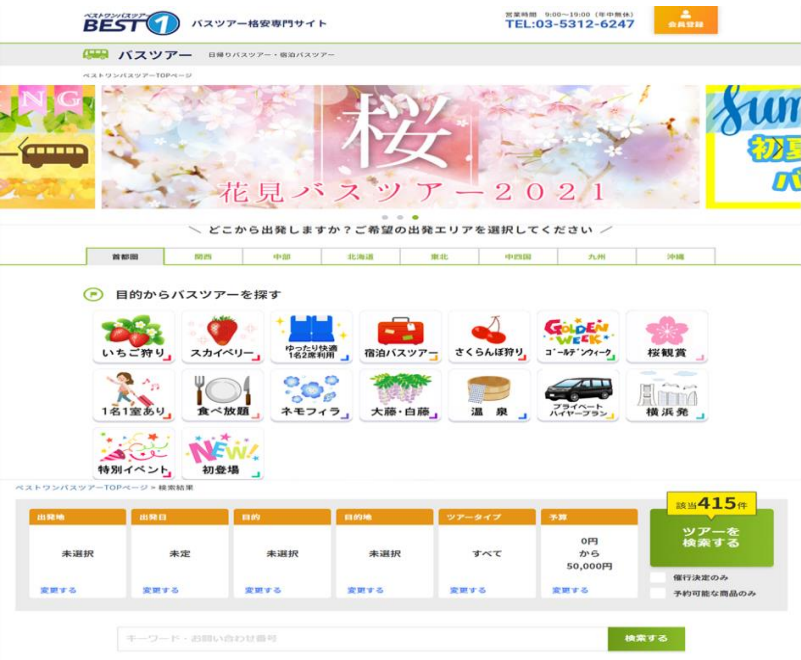 ベストワンバスツアー
BEST1
バスツアー格安専門サイト
営業時間 9:00～19:00 (年中無休)
TEL:03-5312-6247
会員登録
バスツアー 日帰りバスツアー・宿泊バスツアー
ベストワンバスツアーTOPページ
NG
桜
花見バスツアー2021
Sum
初夏
バ
＼ どこから出発しますか？ご希望の出発エリアを選択してください ／
首都圏 関西 中部 北海道 東北 中四国 九州 沖縄
目的からバスツアーを探す
いちご狩り
スカイベリー
ゆったり快適
1名2席利用
宿泊バスツアー
さくらんぼ狩り
GOLDEN
WEEK
ゴールデンウィーク
桜観賞
1名1室あり
食べ放題
ネモフィラ
大藤・白藤
温泉
プライベート
ハイヤープラン
横浜発
特別イベント
NEW!
初登場
ベストワンバスツアーTOPページ » 検索結果
該当415件
出発地 出発日 目的 目的地 ツアータイプ 予算
未選択 未定 未選択 未選択 すべて
0円
から
50,000円
変更する 変更する 変更する 変更する 変更する 変更する
ツアーを
検索する
催行決定のみ
予約可能な商品のみ
キーワード・お問い合わせ番号
検索する